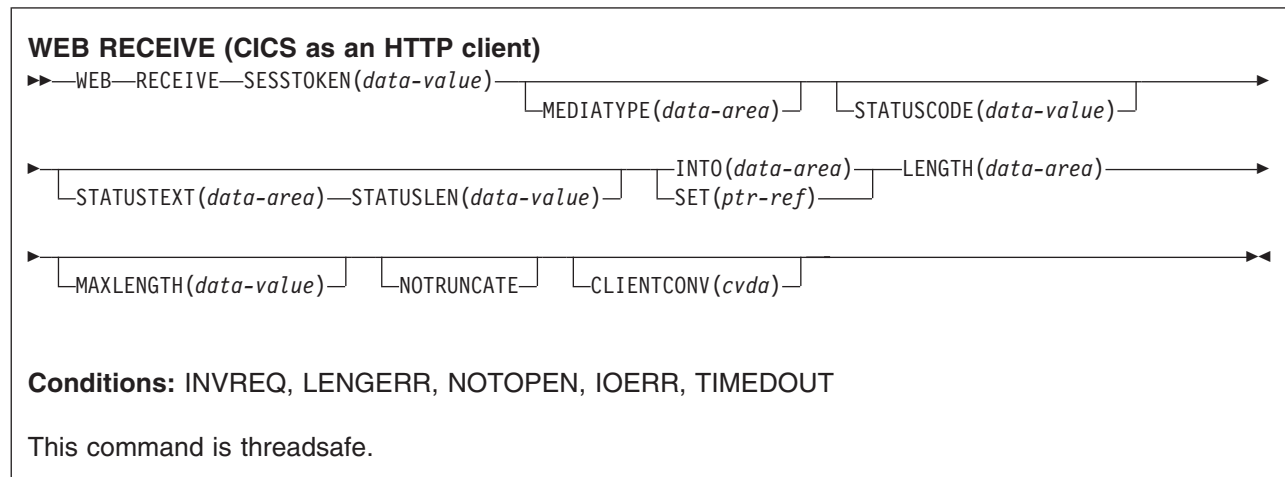 WEB RECEIVE (CICS as an HTTP client)
WEB RECEIVE SESSTOKEN(data-value)
MEDIATYPE(data-area) STATUSCODE(data-value)
INTO(data-area) LENGTH(data-area)
STATUSTEXT(data-area) STATUSLEN(data-value) SET(ptr-ref)
MAXLENGTH(data-value) NOTRUNCATE CLIENTCONV(cvda)
Conditions: INVREQ, LENGERR, NOTOPEN, IOERR, TIMEDOUT
This command is threadsafe.